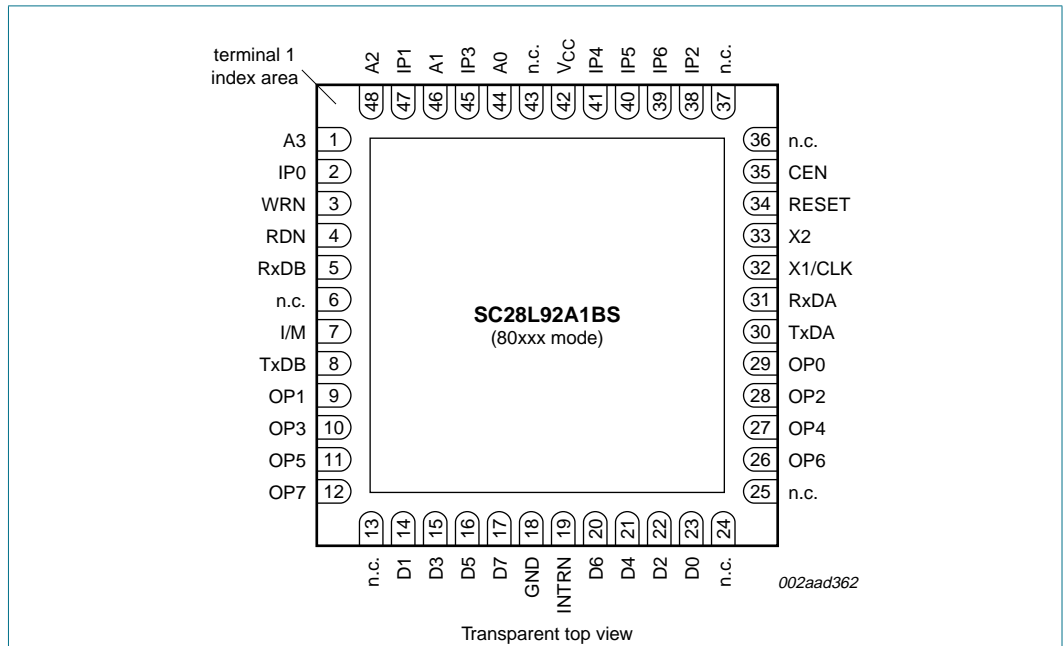 terminal 1
index area
A2 IP1 A1 IP3 A0 n.c. VCC IP4 IP5 IP6 IP2 n.c.
48 47 46 45 44 43 42 41 40 39 38 37
A3 1 36 n.c.
IP0 2 35 CEN
WRN 3 34 RESET
RDN 4 33 X2
RxDB 5 32 X1/CLK
n.c. 6 31 RxDA
I/M 7 30 TxDA
TxDB 8 29 OP0
OP1 9 28 OP2
OP3 10 27 OP4
OP5 11 26 OP6
OP7 12 25 n.c.
SC28L92A1BS
(80xxx mode)
13 14 15 16 17 18 19 20 21 22 23 24
n.c. D1 D3 D5 D7 GND INTRN D6 D4 D2 D0 n.c.
002aad362
Transparent top view